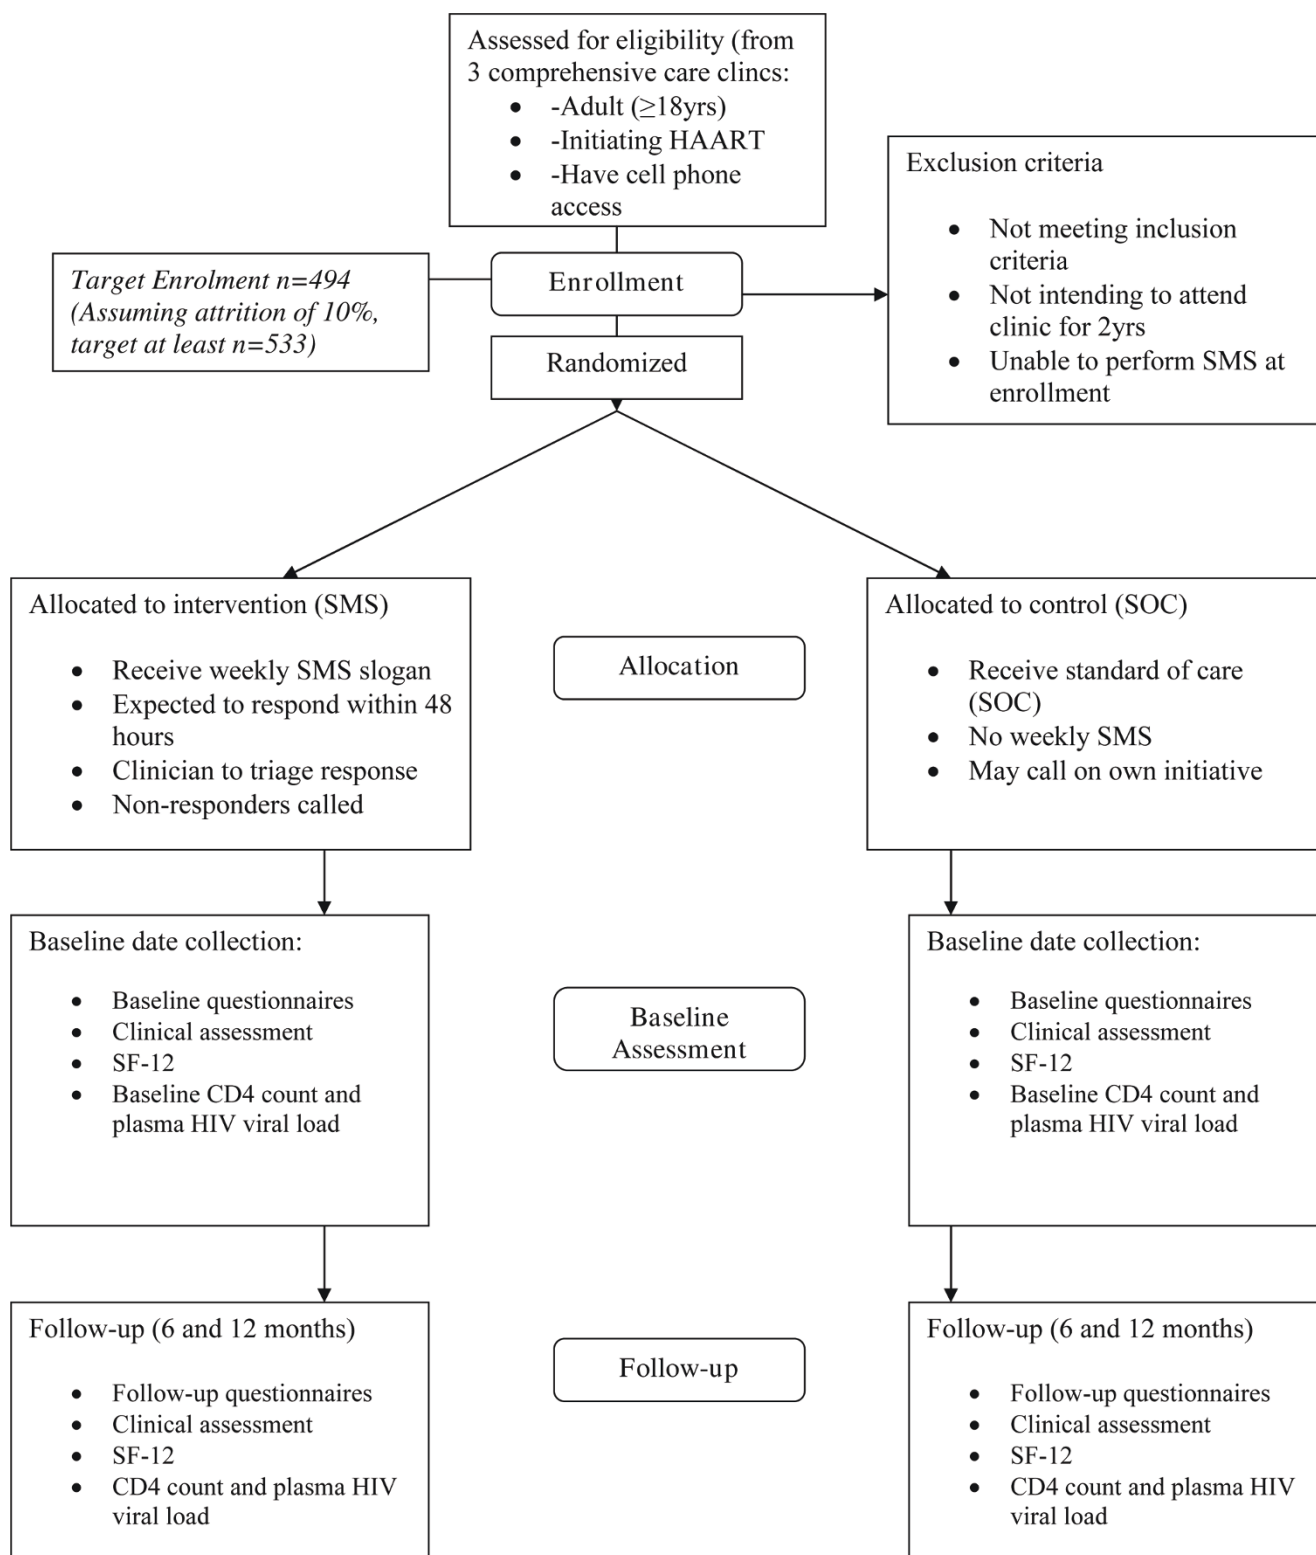 Assessed for eligibility (from
3 comprehensive care clincs:
• -Adult (≥18yrs)
• -Initiating HAART
• -Have cell phone
access
Exclusion criteria
• Not meeting inclusion
criteria
• Not intending to attend
clinic for 2yrs
• Unable to perform SMS at
enrollment
Enrollment
Target Enrolment n=494
(Assuming attrition of 10%,
target at least n=533)
Randomized
Allocated to intervention (SMS)
• Receive weekly SMS slogan
• Expected to respond within 48
hours
• Clinician to triage response
• Non-responders called
Allocation
Allocated to control (SOC)
• Receive standard of care
(SOC)
• No weekly SMS
• May call on own initiative
Baseline date collection:
• Baseline questionnaires
• Clinical assessment
• SF-12
• Baseline CD4 count and
plasma HIV viral load
Baseline
Assessment
Baseline date collection:
• Baseline questionnaires
• Clinical assessment
• SF-12
• Baseline CD4 count and
plasma HIV viral load
Follow-up (6 and 12 months)
• Follow-up questionnaires
• Clinical assessment
• SF-12
• CD4 count and plasma HIV
viral load
Follow-up
Follow-up (6 and 12 months)
• Follow-up questionnaires
• Clinical assessment
• SF-12
• CD4 count and plasma HIV
viral load